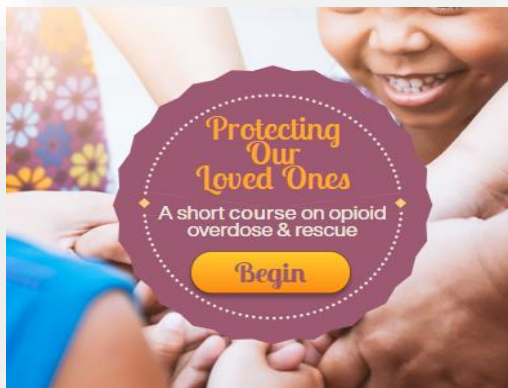 Protecting
Our
Loved Ones
A short course on opioid
overdose & rescue
Begin